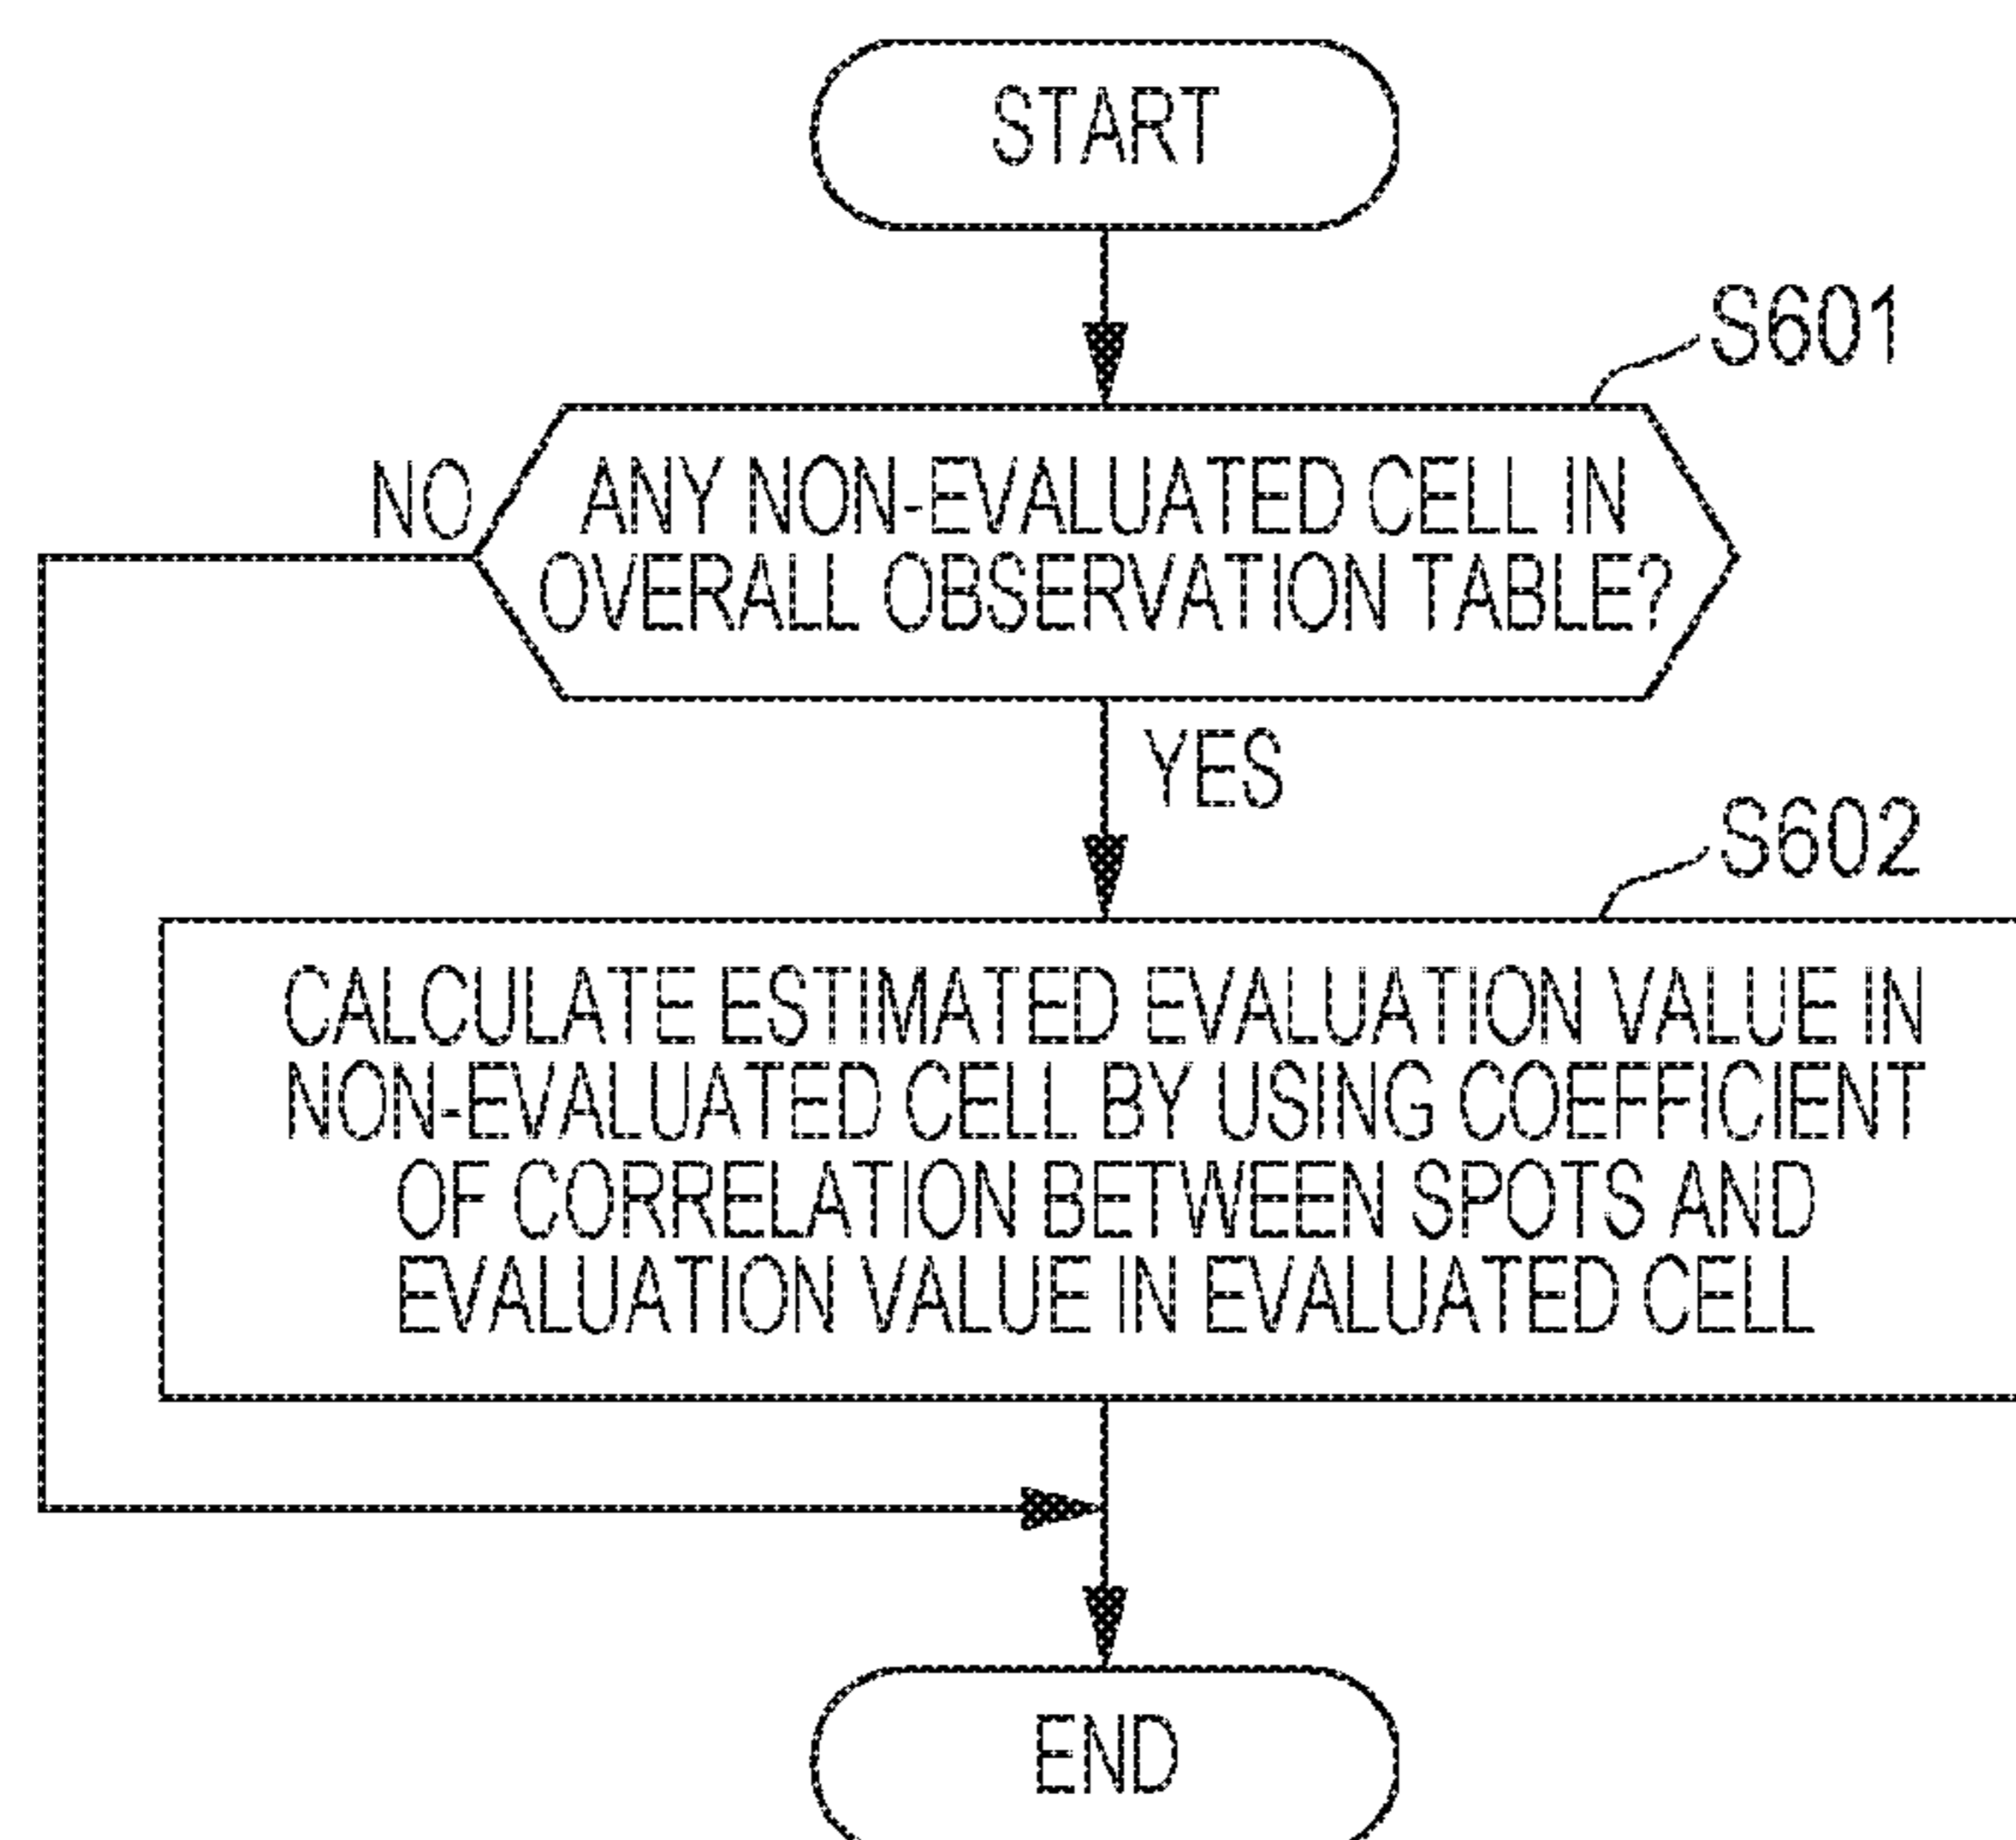 START
S601
NO
ANY NON-EVALUATED CELL IN
OVERALL OBSERVATION TABLE?
YES
S602
CALCULATE ESTIMATED EVALUATION VALUE IN
NON-EVALUATED CELL BY USING COEFFICIENT
OF CORRELATION BETWEEN SPOTS AND
EVALUATION VALUE IN EVALUATED CELL
END